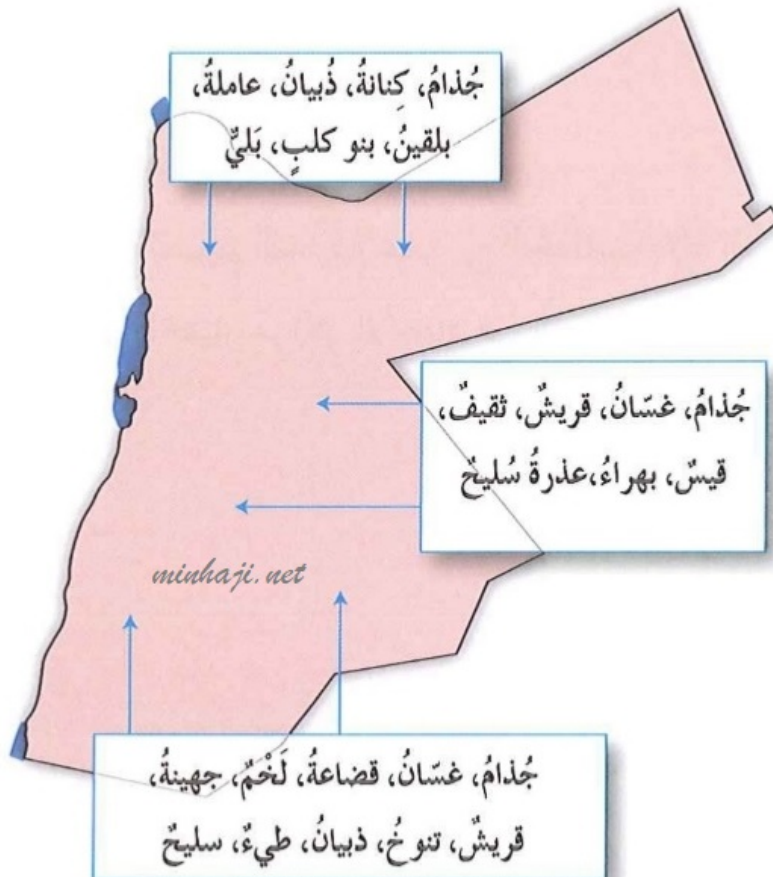 جُذامُ، كِنانةُ، ذُبيانُ، عاملةُ،
بلقينُ، بنو كلبٍ، بَليٌّ
جُذامُ، غسّانُ، قريشٌ، ثقيفٌ،
قيسٌ، بهراءُ،عذرةُ سُليحٌ
minhaji.net
جُذامُ، غسّانُ، قضاعةُ، لَخْمٌ، جهينةُ،
قريشٌ، تنوخُ، ذبيانُ، طيءٌ، سليحٌ